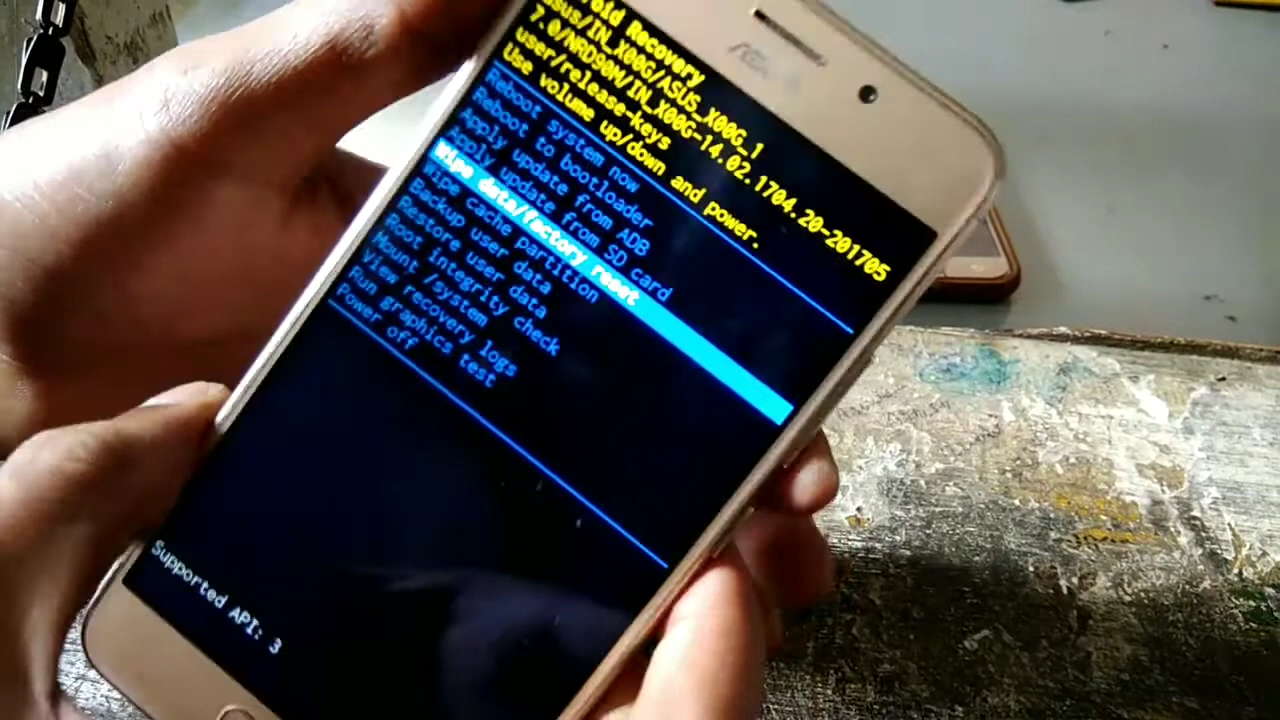 roid Recovery
asus/IN_X00G/ASUS_X00G_1
7.0/NRD90M/IN_X00G-14.02.1704.20-201705
user/release-keys
Use volume up/down and power.
Reboot system now
Reboot to bootloader
Apply update from ADB
Apply update from SD card
Wipe data/factory reset
Wipe cache partition
Backup user data
Restore user data
Root integrity check
Mount /system
View recovery logs
Run graphics test
Power off
Supported API: 3